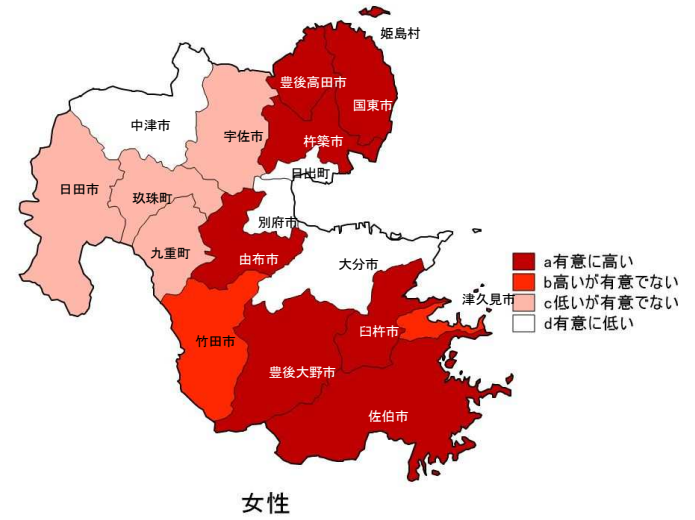 姫島村
豊後高田市
国東市
中津市
宇佐市
杵築市
日出町
日田市
玖珠町
別府市
九重町
由布市
大分市
a有意に高い
b高いが有意でない
c低いが有意でない
d有意に低い
津久見市
臼杵市
竹田市
豊後大野市
佐伯市
女性